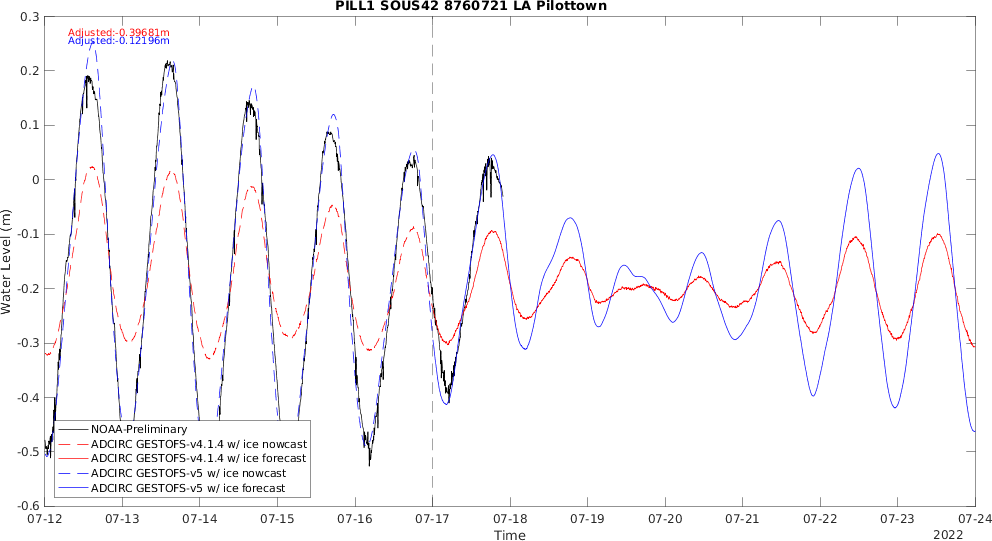 PILL1 SOUS42 8760721 LA Pilottown
Adjusted:-0.39681m
Adjusted:-0.12196m
0.3
0.2
0.1
0
-0.1
-0.2
-0.3
-0.4
-0.5
-0.6
Water Level (m)
NOAA-Preliminary
ADCIRC GESTOFS-v4.1.4 w/ ice nowcast
ADCIRC GESTOFS-v4.1.4 w/ ice forecast
ADCIRC GESTOFS-v5 w/ ice nowcast
ADCIRC GESTOFS-v5 w/ ice forecast
07-12 07-13 07-14 07-15 07-16 07-17 07-18 07-19 07-20 07-21 07-22 07-23 07-24
Time
2022